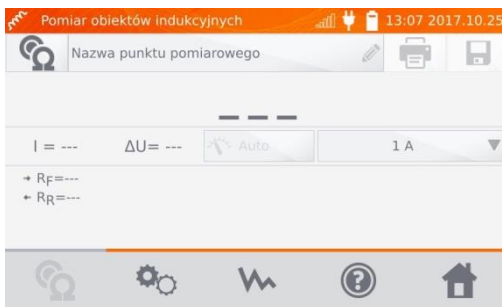 Pomiar obiektów indukcyjnych 13:07 2017.10.25
Nazwa punktu pomiarowego
---
I = --- ΔU= --- Auto 1 A
→ RF=---
← RR=---